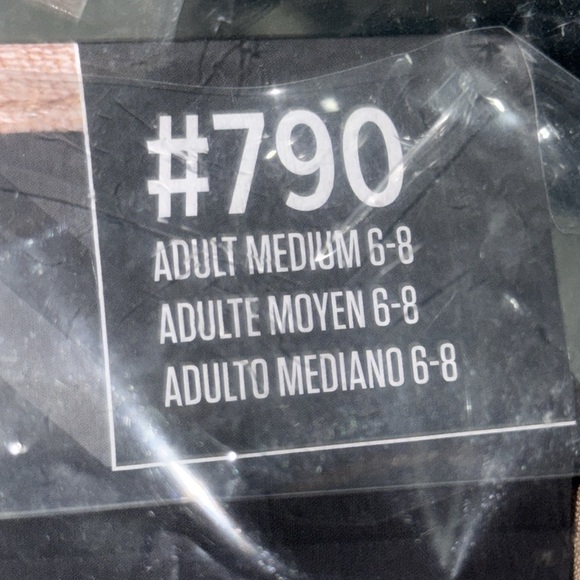 #790
ADULT MEDIUM 6-8
ADULTE MOYEN 6-8
ADULTO MEDIANO 6-8